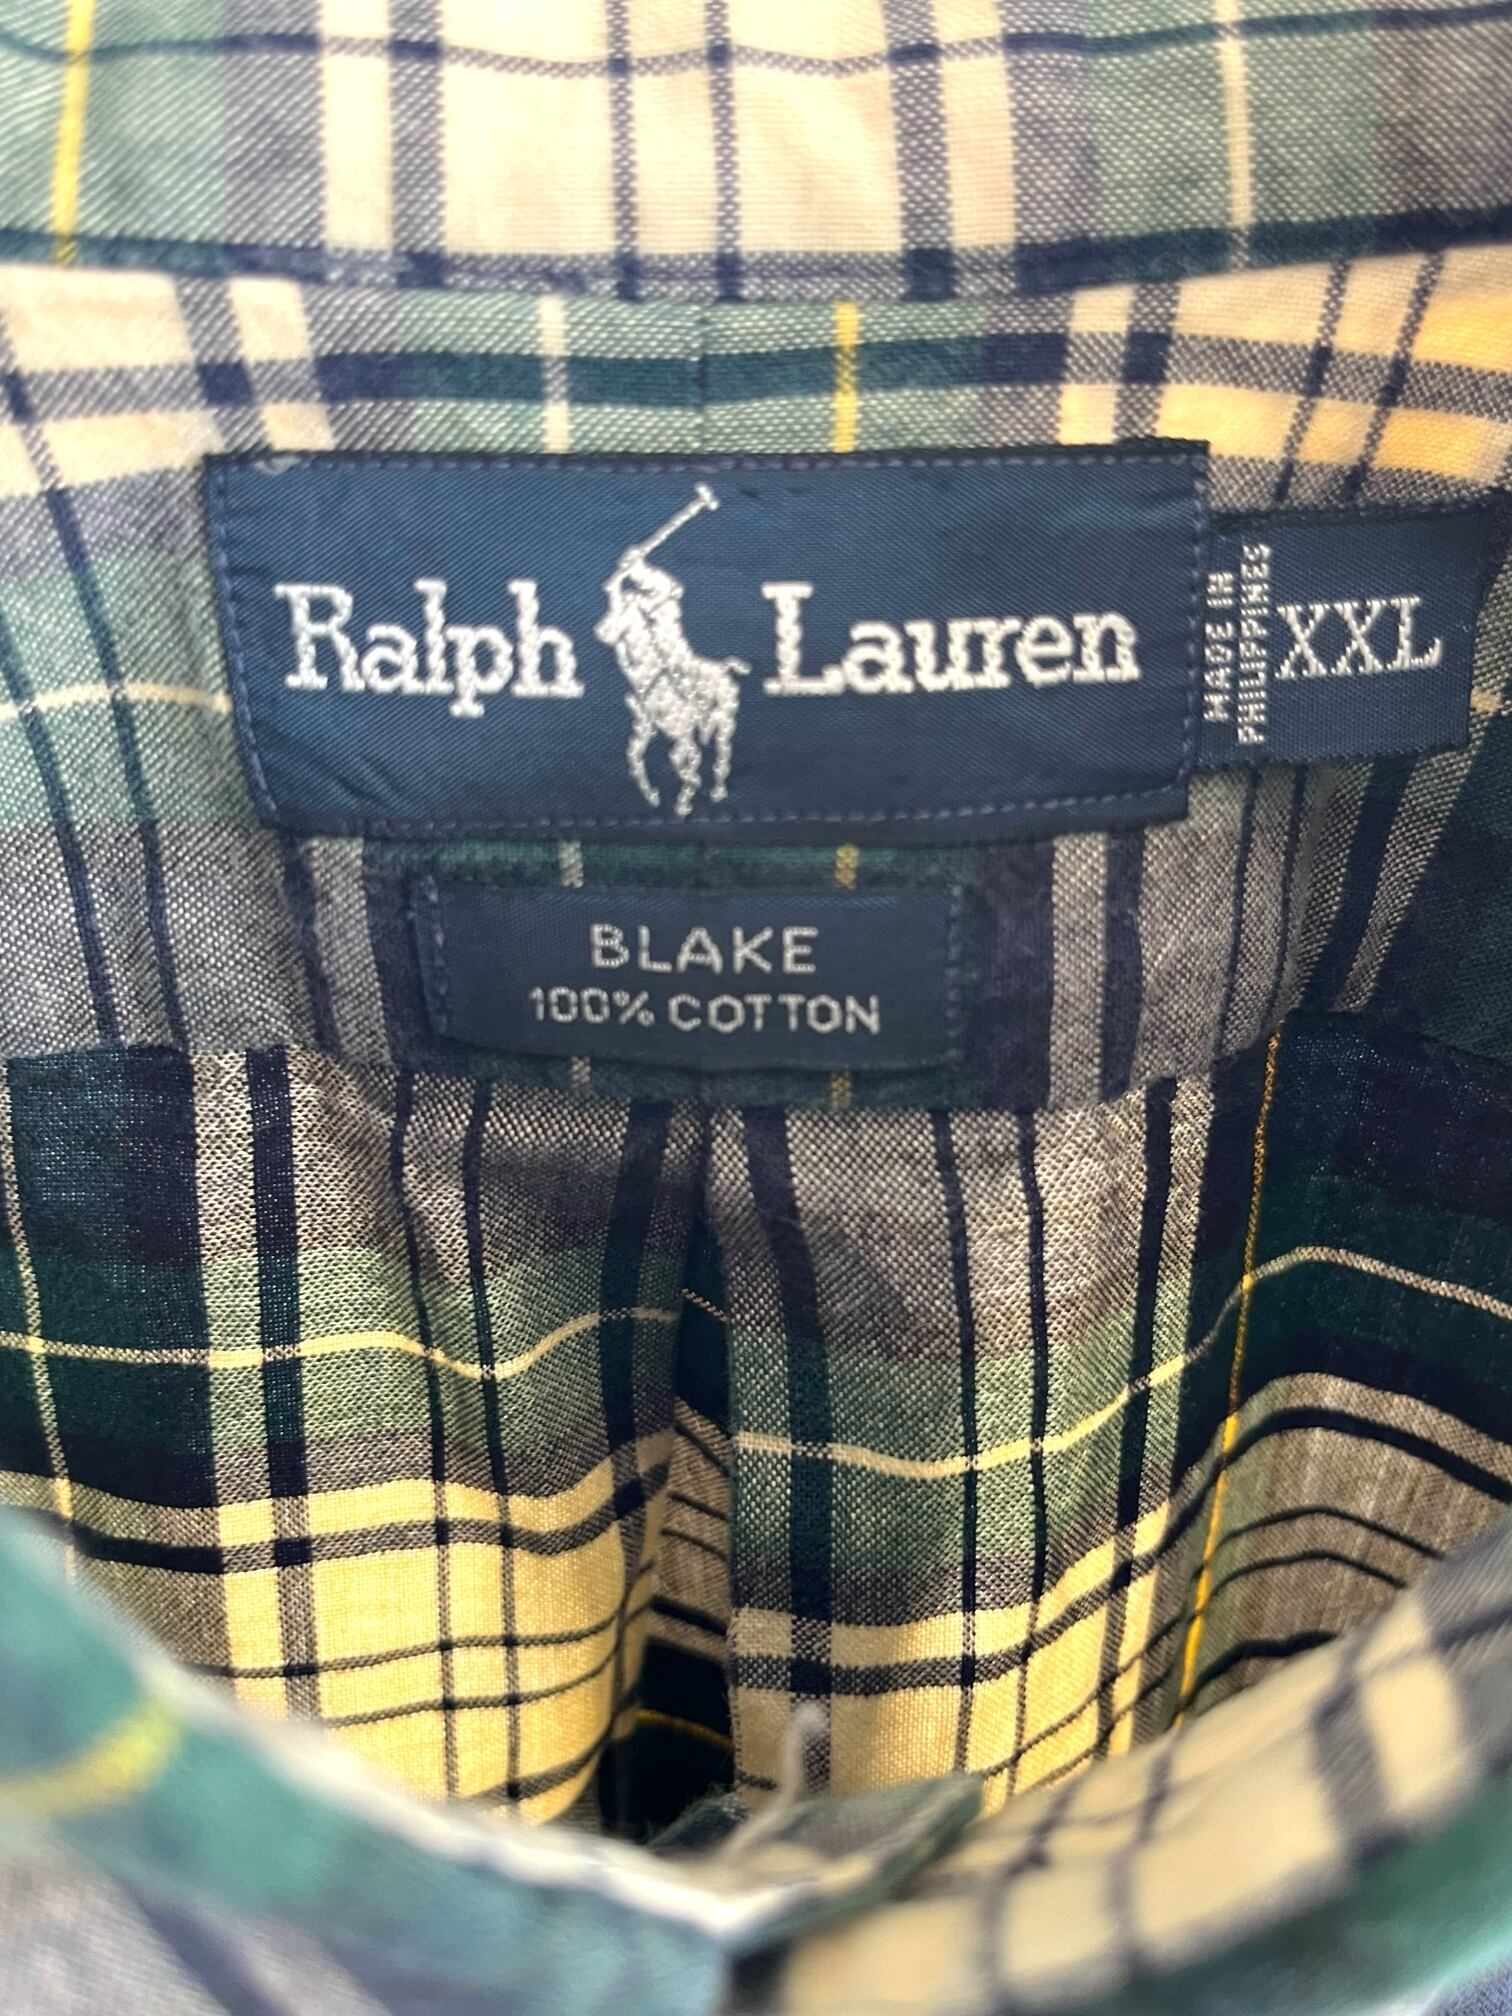 Ralph Lauren
MADE IN
PHILIPPINES
XXL
BLAKE
100% COTTON